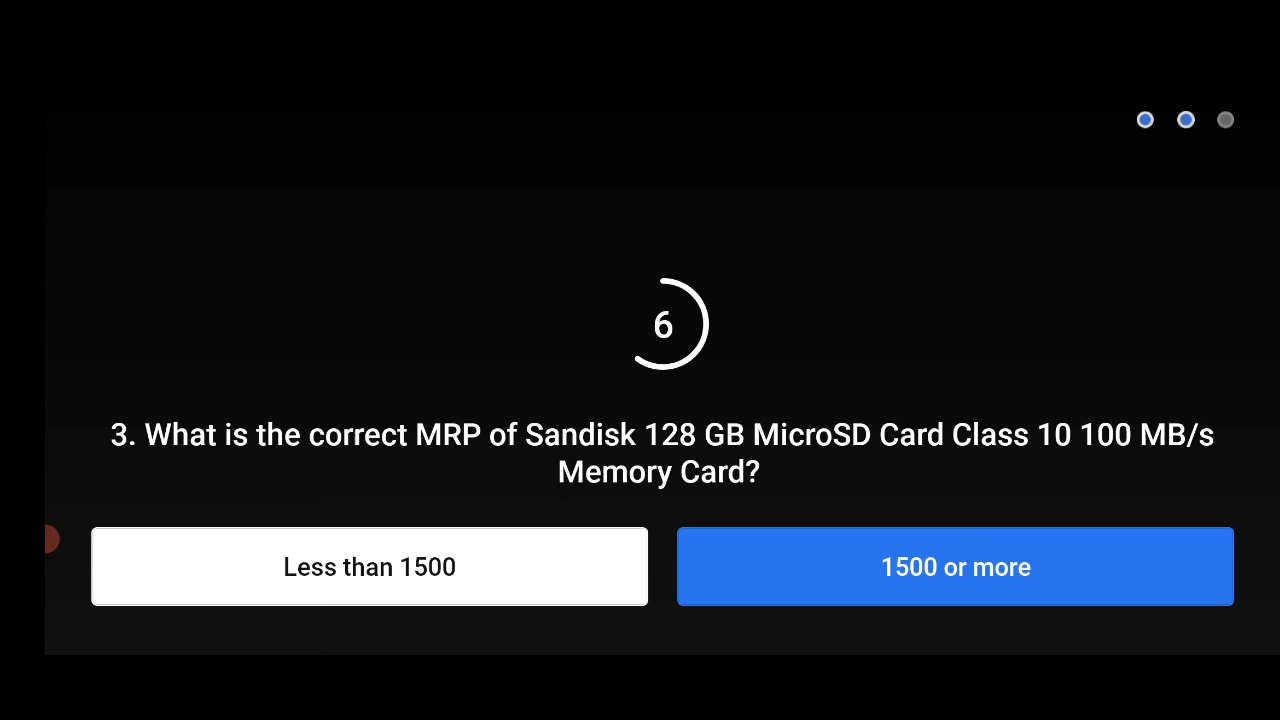 6
3. What is the correct MRP of Sandisk 128 GB MicroSD Card Class 10 100 MB/s
Memory Card?
Less than 1500
1500 or more